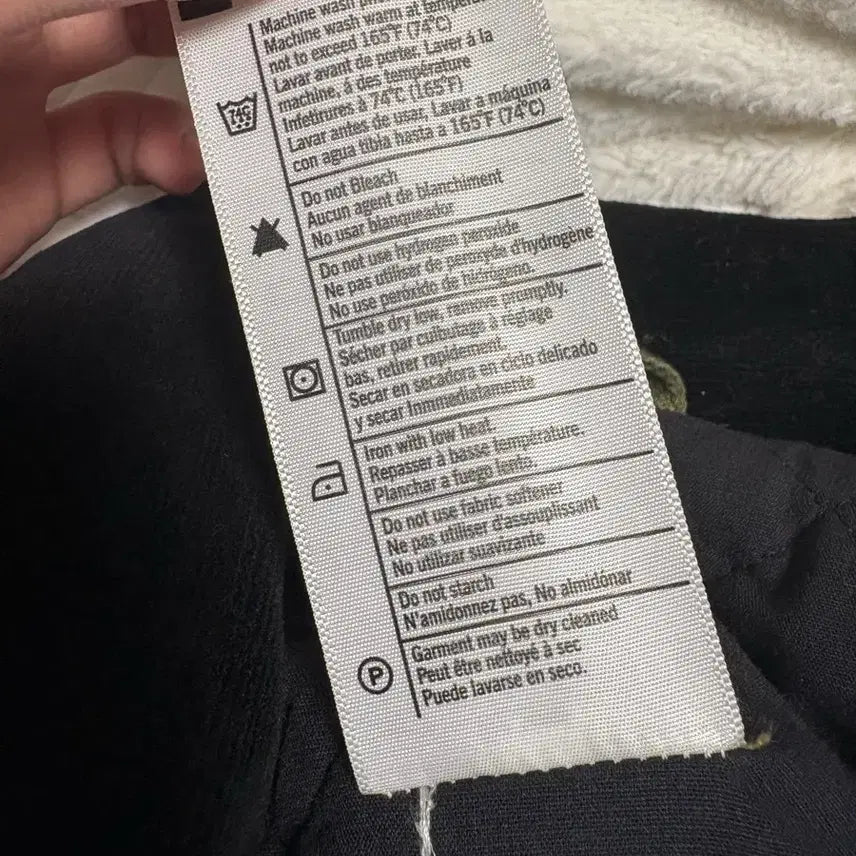 Machine wash
Machine wash warm at
not to exceed 165°F (74°C)
Lavar avant de porter. Laver á la
machine, á des température
Infetirures à 74°C (165°F)
Lavar antes de usar, Lavar a máquina
con agua tibla hasta à 165°F (74°C)
Do not Bleach
Aucun agent de blanchiment
No usar blanqueador
Do not use hydrogen peroxide
Ne pas utiliser de peroxyde d'hydrogène
No use peróxido de hidrógeno.
Tumble dry low, remove promptly.
Sécher par culbutage à réglage
bas, retirer rapidement.
Secar en secadora en ciclo delicado
y secar Inmmadialamente
Iron with low heat.
Repasser à basse température.
Planchar a fuego lento.
Do not use fabric softener
Ne pas utiliser d'assouplissant
No utilizar suavizante
Do not starch
N'amidonnez pas, No almidónar
P
Garment may be dry cleaned
Peut être nettoyé à sec
Puede lavarse en seco.